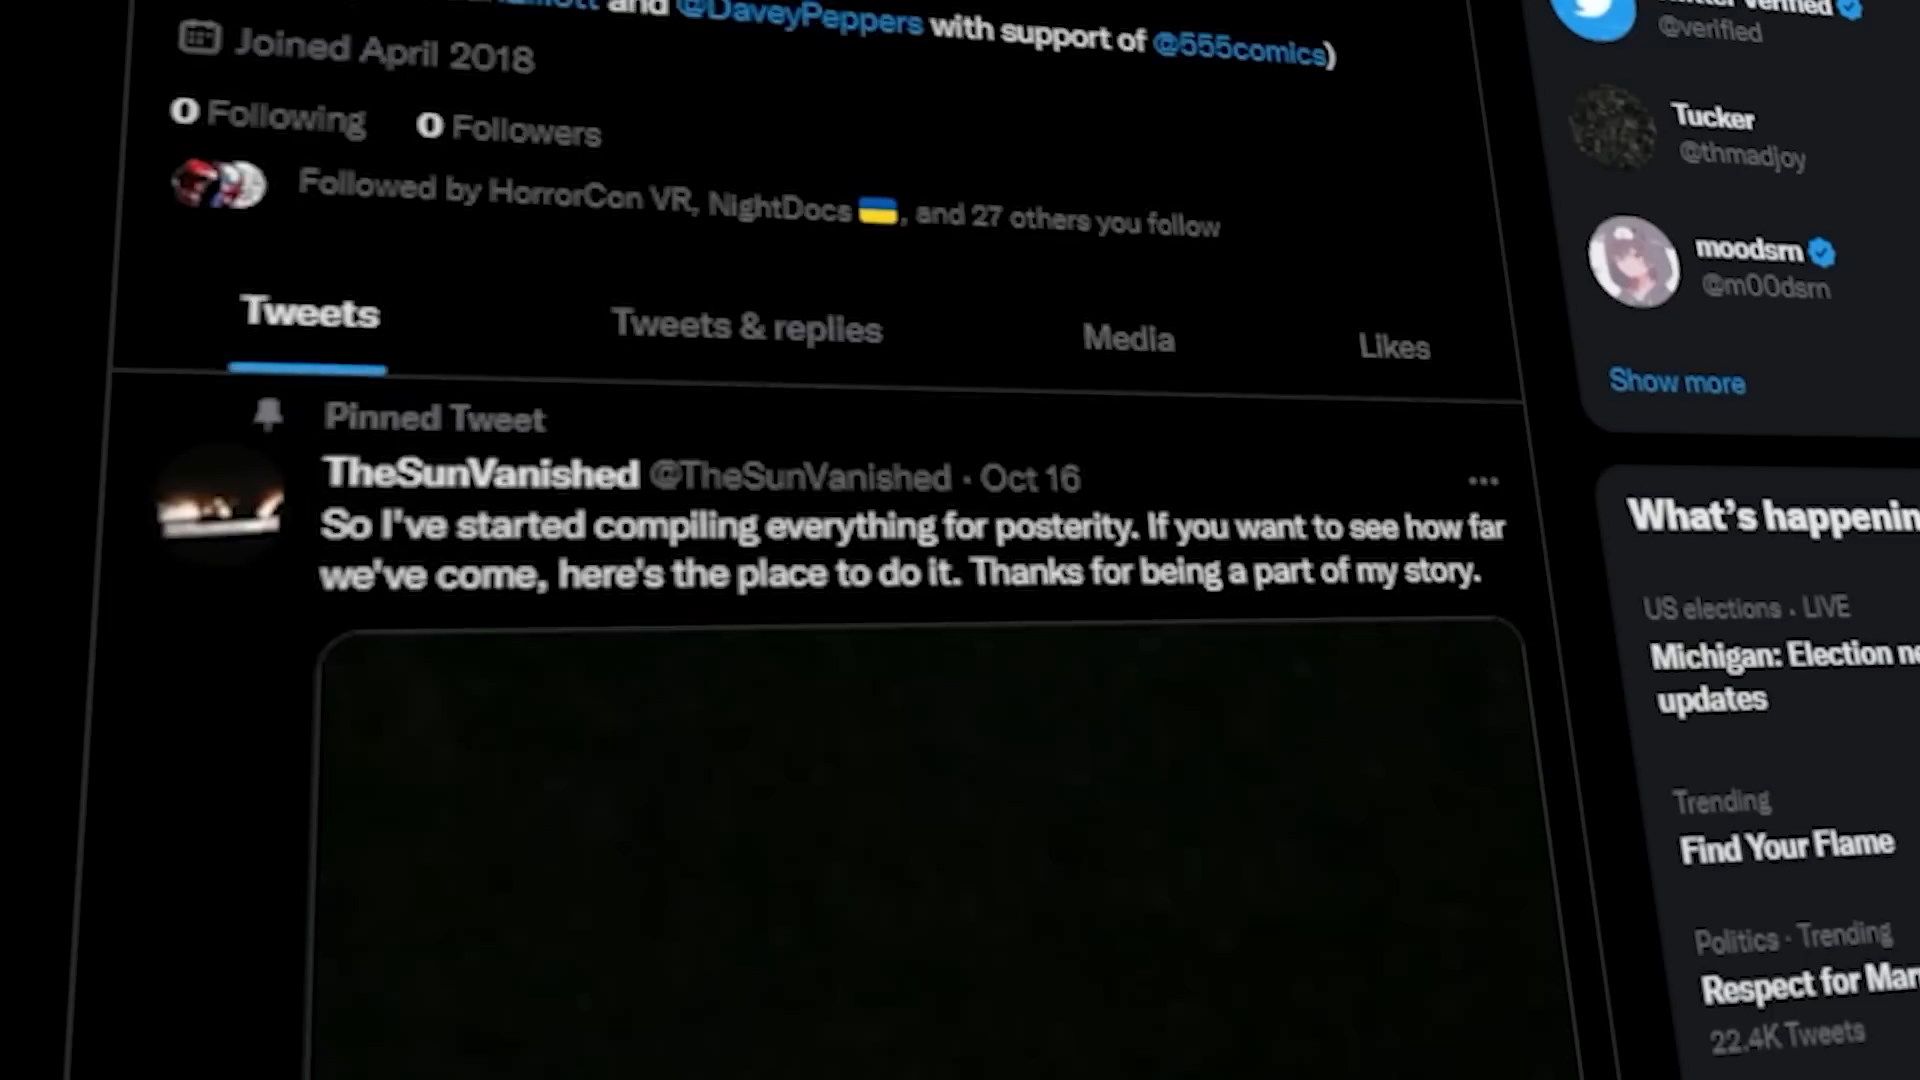 and @DaveyPeppers with support of @555comics)
Joined April 2018
0 Following 0 Followers
Followed by HorrorCon VR, NightDocs 🇺🇦, and 27 others you follow
Tweets Tweets & replies Media Likes
Pinned Tweet
TheSunVanished @TheSunVanished · Oct 16 ···
So I've started compiling everything for posterity. If you want to see how far
we've come, here's the place to do it. Thanks for being a part of my story.
Verified
@verified
Tucker
@thmadjoy
moodsrn
@m00dsrn
Show more
What's happenin
US elections · LIVE
Michigan: Election ne
updates
Trending
Find Your Flame
Politics · Trending
Respect for Mar
22.4K Tweets